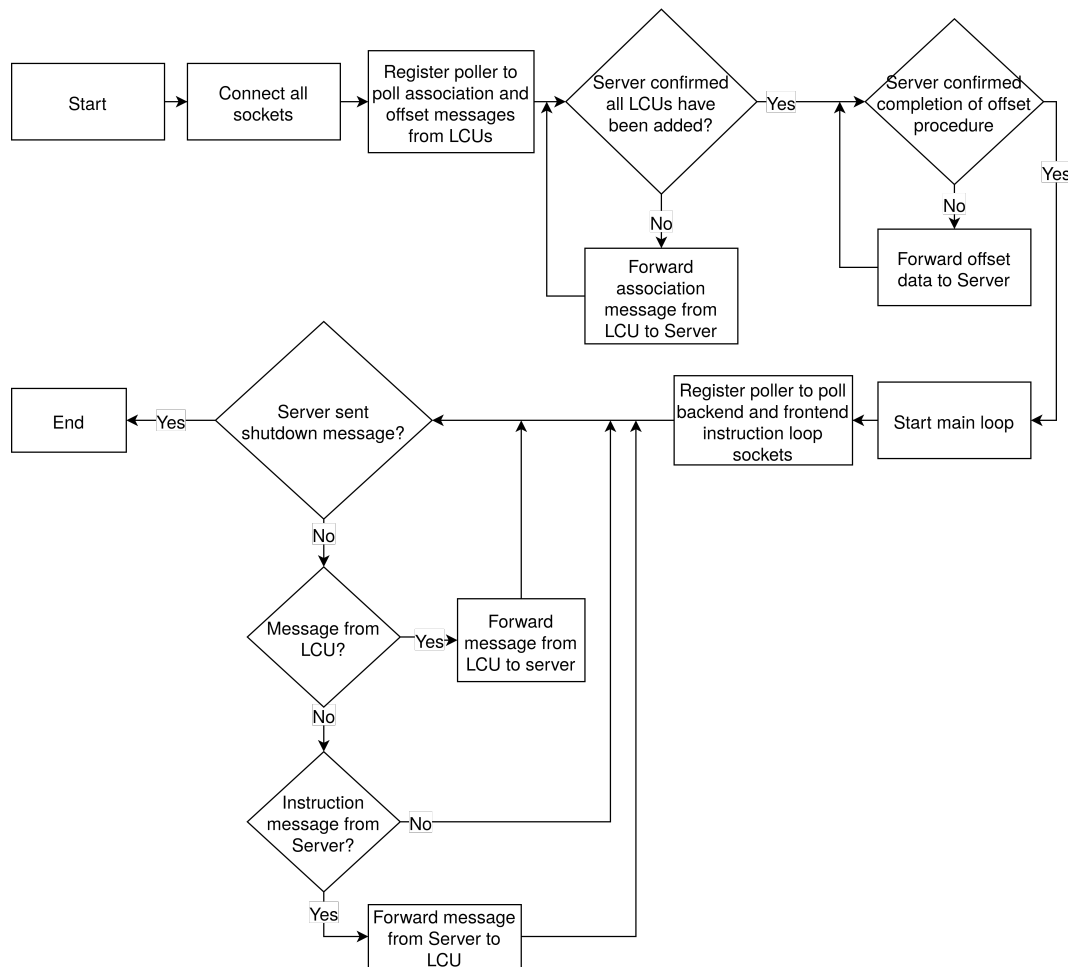 Start
Connect all
sockets
Register poller to
poll association and
offset messages
from LCUs
Server confirmed
all LCUs have
been added?
Yes
Server confirmed
completion of offset
procedure
Yes
No
No
Forward
association
message from
LCU to Server
Forward offset
data to Server
End
Yes
Server sent
shutdown message?
Register poller to poll
backend and frontend
instruction loop
sockets
Start main loop
No
Message from
LCU?
Yes
Forward
message from
LCU to server
No
Instruction
message from
Server?
No
Yes
Forward message
from Server to
LCU